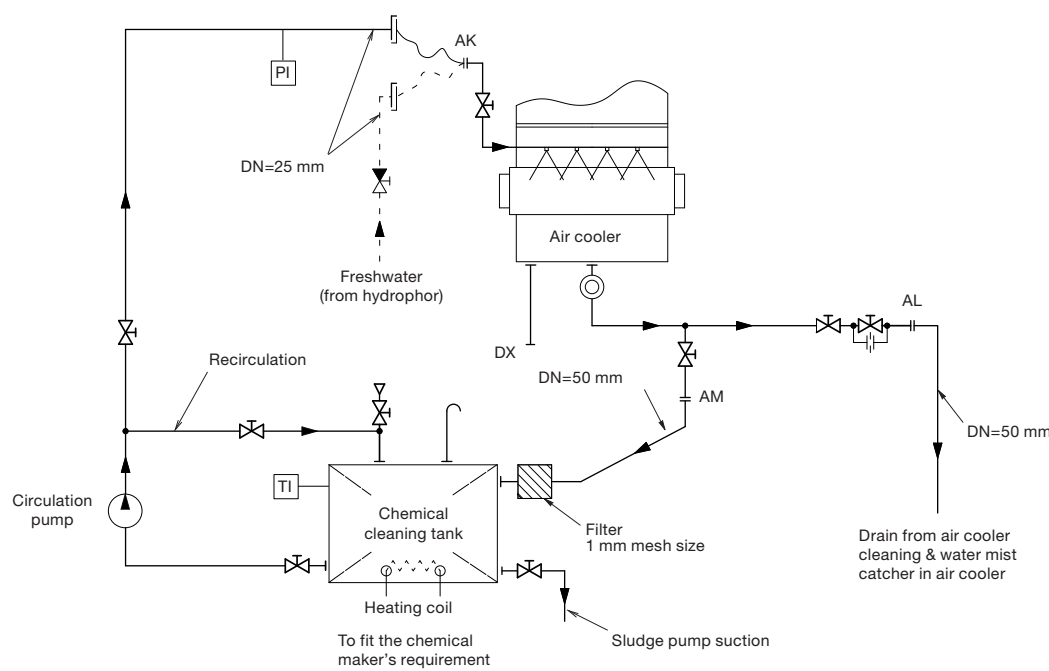 AK
PI
DN=25 mm
Air cooler
Freshwater
(from hydrophor)
AL
DX
Recirculation
DN=50 mm
AM
DN=50 mm
TI
Circulation
pump
Chemical
cleaning tank
Filter
1 mm mesh size
Drain from air cooler
cleaning & water mist
catcher in air cooler
Heating coil
To fit the chemical
maker's requirement
Sludge pump suction